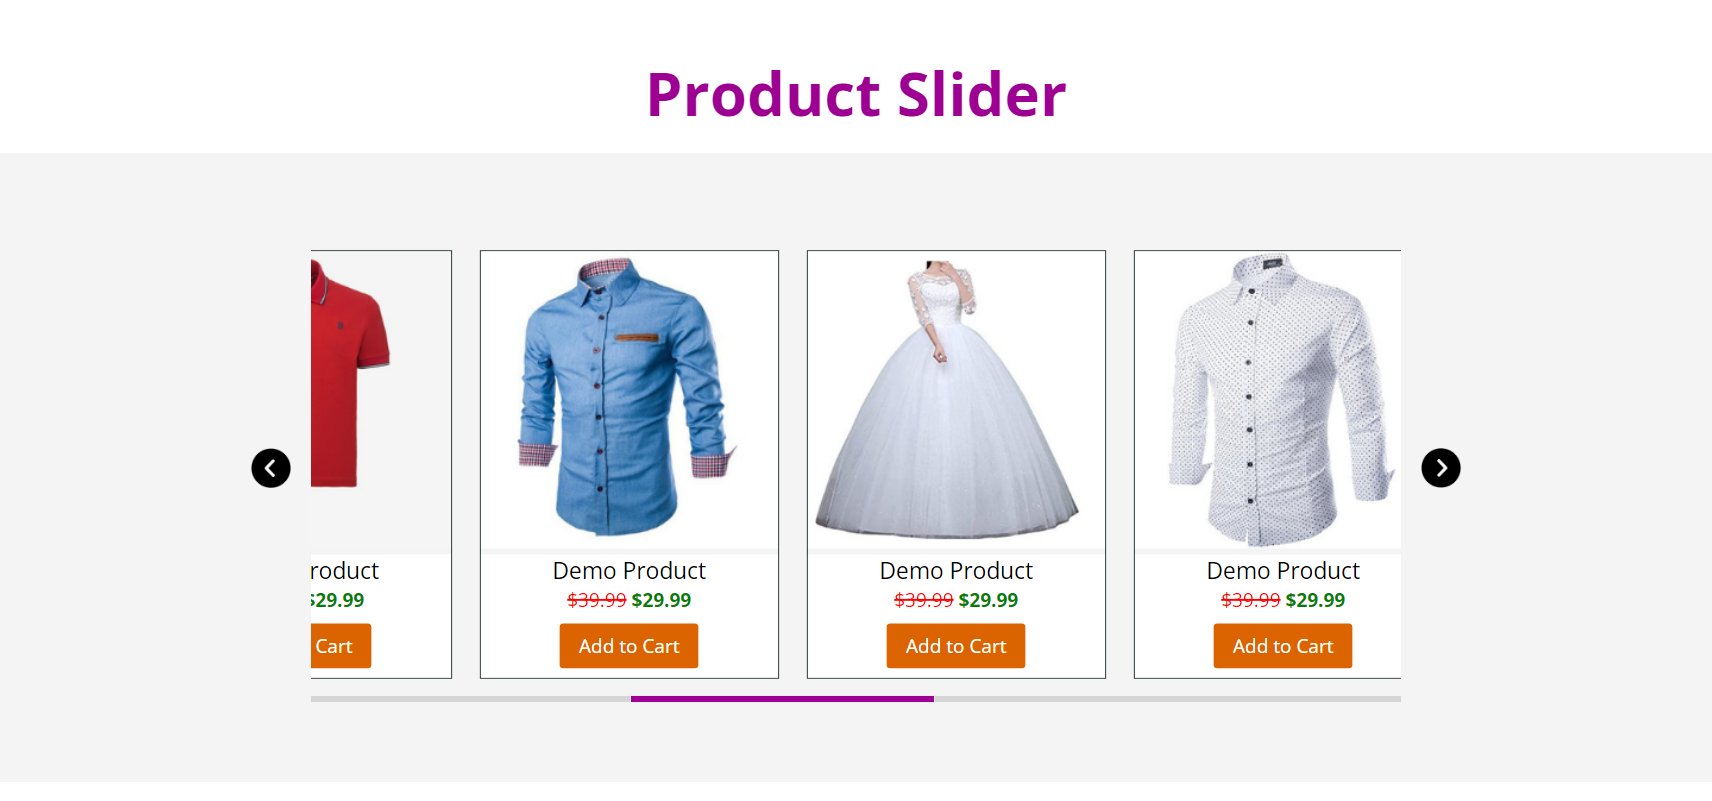 Product Slider
roduct
Demo Product
Demo Product
Demo Product
$29.99
$39.99 $29.99
$39.99 $29.99
$39.99 $29.99
Cart
Add to Cart
Add to Cart
Add to Cart